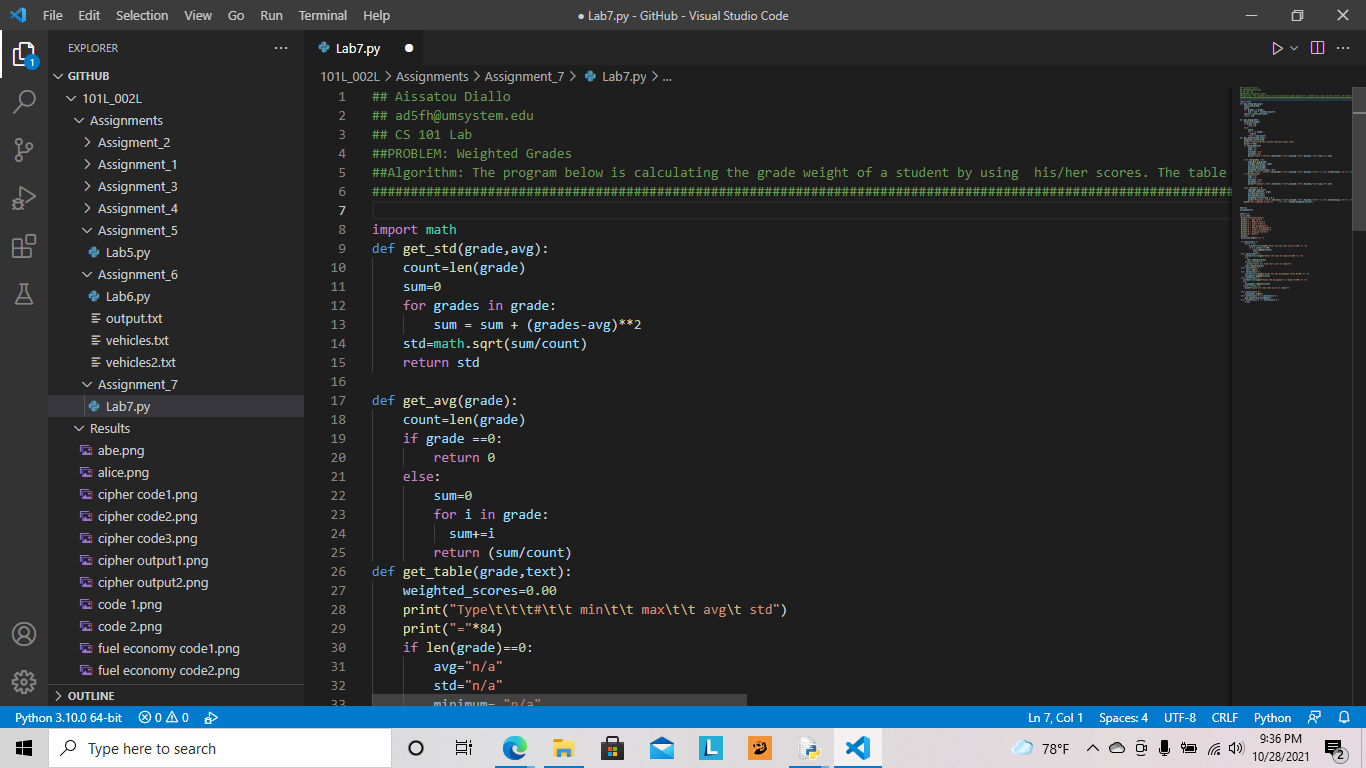 File Edit Selection View Go Run Terminal Help
● Lab7.py - GitHub - Visual Studio Code
EXPLORER
1
GITHUB
101L_002L
Assignments
Assigment_2
Assignment_1
Assignment_3
Assignment_4
Assignment_5
Lab5.py
Assignment_6
Lab6.py
output.txt
vehicles.txt
vehicles2.txt
Assignment_7
Lab7.py
Results
abe.png
alice.png
cipher code1.png
cipher code2.png
cipher code3.png
cipher output1.png
cipher output2.png
code 1.png
code 2.png
fuel economy code1.png
fuel economy code2.png
OUTLINE
Lab7.py
101L_002L > Assignments > Assignment_7 > Lab7.py > ...
1 ## Aissatou Diallo
2 ## ad5fh@umsystem.edu
3 ## CS 101 Lab
4 ##PROBLEM: Weighted Grades
5 ##Algorithm: The program below is calculating the grade weight of a student by using  his/her scores. The table
6 ################################################################################################################
7
8 import math
9 def get_std(grade,avg):
10     count=len(grade)
11     sum=0
12     for grades in grade:
13         sum = sum + (grades-avg)**2
14     std=math.sqrt(sum/count)
15     return std
16
17 def get_avg(grade):
18     count=len(grade)
19     if grade ==0:
20         return 0
21     else:
22         sum=0
23         for i in grade:
24           sum+=i
25         return (sum/count)
26 def get_table(grade,text):
27     weighted_scores=0.00
28     print("Type\t\t\t#\t\t min\t\t max\t\t avg\t std")
29     print("="*84)
30     if len(grade)==0:
31         avg="n/a"
32         std="n/a"
33         minimum= "n/a"
Python 3.10.0 64-bit 0 0
Ln 7, Col 1 Spaces: 4 UTF-8 CRLF Python
Type here to search
L
78°F
9:36 PM
10/28/2021
2